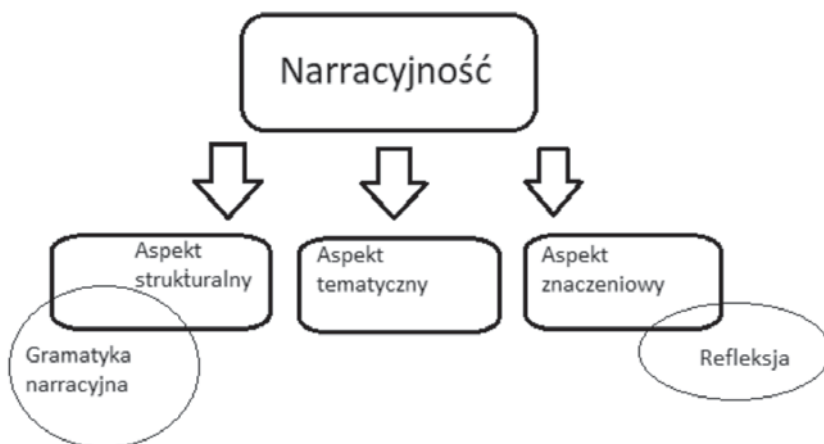 Narracyjność
Aspekt
strukturalny
Aspekt
tematyczny
Aspekt
znaczeniowy
Gramatyka
narracyjna
Refleksja